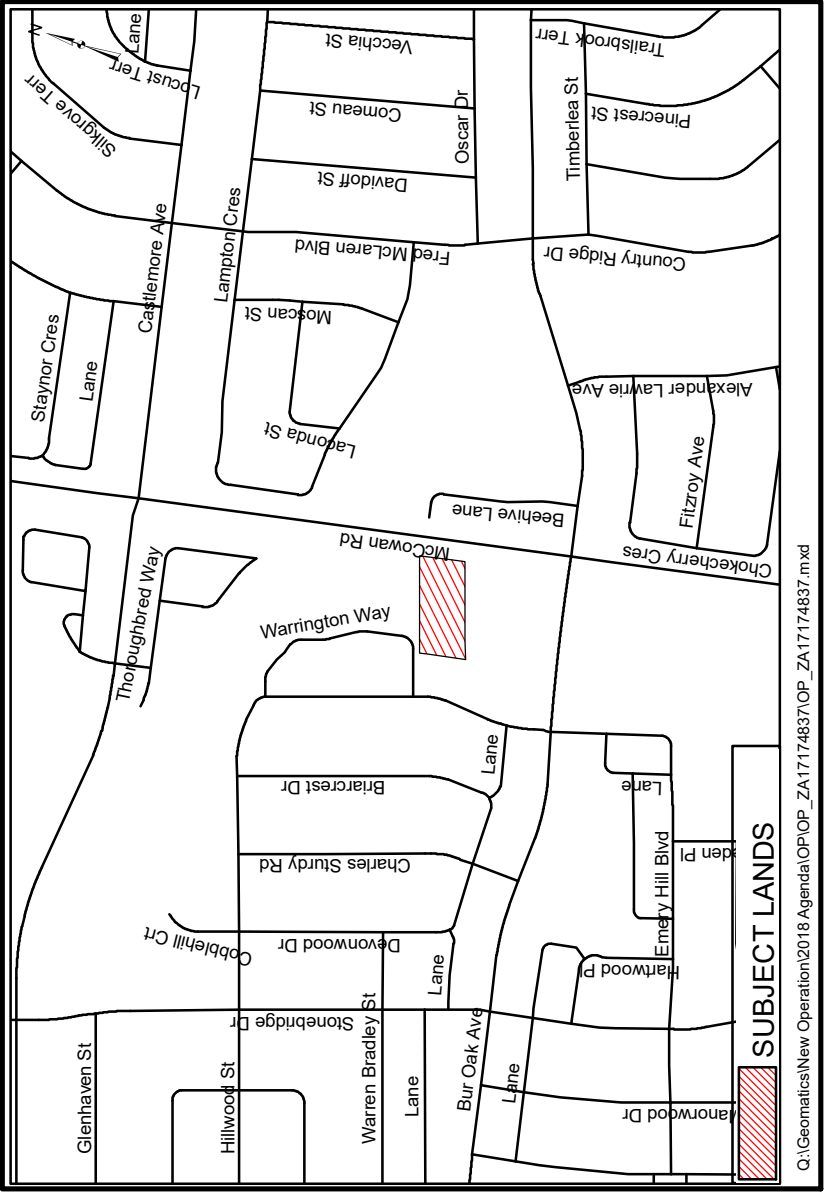 N
Lane
Locust Terr
Silkgrove Terr
Castlemore Ave
Lampton Cres
Vecchia St
Comeau St
Davidoff St
Oscar Dr
Fred McLaren Blvd
Trailsbrook Terr
Timberlea St
Pinecrest St
Country Ridge Dr
Staynor Cres
Lane
Moscan St
Laconda St
Alexander Lawrie Ave
Fitzroy Ave
Chokecherry Cres
Beehive Lane
McCowan Rd
Thoroughbred Way
Warrington Way
Briarcrest Dr
Lane
Charles Sturdy Rd
Cobblehill Crt
Devonwood Dr
Lane
Stonebridge Dr
Warren Bradley St
Glenhaven St
Hillwood St
Lane
Bur Oak Ave
Lane
Lane
Emery Hill Blvd
Hartwood Pl
SUBJECT LANDS
Q:\Geomatics\New Operation\2018 Agenda\OP\OP_ZA17174837\OP_ZA17174837.mxd